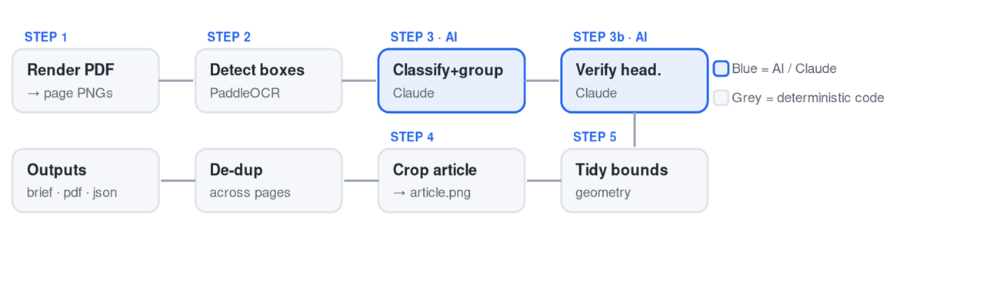 STEP 1
Render PDF
→ page PNGs
STEP 2
Detect boxes
PaddleOCR
STEP 3 · AI
Classify+group
Claude
STEP 3b · AI
Verify head.
Claude
Blue = AI / Claude
Grey = deterministic code
Outputs
brief · pdf · json
De-dup
across pages
STEP 4
Crop article
→ article.png
STEP 5
Tidy bounds
geometry